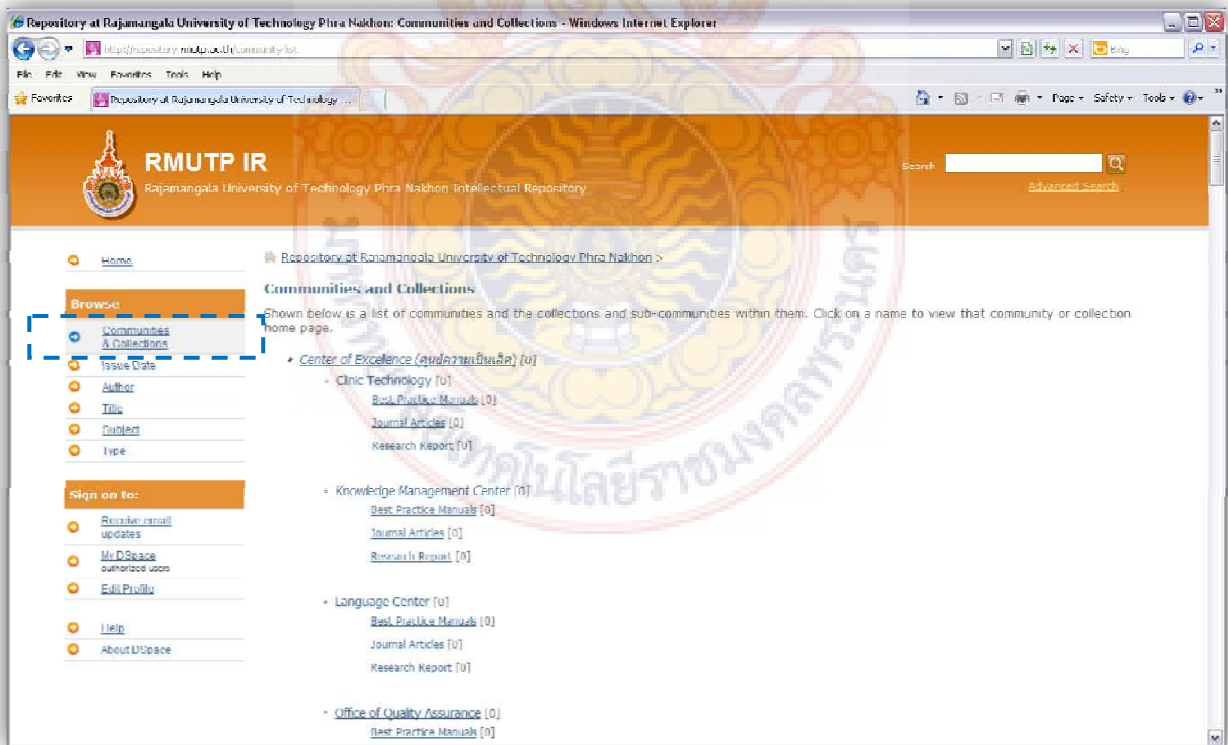 Repository at Rajamangala University of Technology Phra Nakhon: Communities and Collections - Windows Internet Explorer
Bing
File Edit View Favorites Tools Help
Favorites
Repository at Rajamangala University of Technology ...
Page Safety Tools
RMUTP IR
Rajamangala University of Technology Phra Nakhon Intellectual Repository
Search
Advanced Search
Home
Repository at Rajamangala University of Technology Phra Nakhon >
Browse
Communities
& Collections
Issue Date
Author
Title
Subject
Type
Sign on to:
Receive email
updates
My DSpace
authorized users
Edit Profile
Help
About DSpace
Communities and Collections
Shown below is a list of communities and the collections and sub-communities within them. Click on a name to view that community or collection
home page.
Center of Excellence (ศูนย์ความเป็นเลิศ) [0]
Clinic Technology [0]
Best Practice Manuals [0]
Journal Articles [0]
Research Report [0]
Knowledge Management Center [0]
Best Practice Manuals [0]
Journal Articles [0]
Research Report [0]
Language Center [0]
Best Practice Manuals [0]
Journal Articles [0]
Research Report [0]
Office of Quality Assurance [0]
Best Practice Manuals [0]